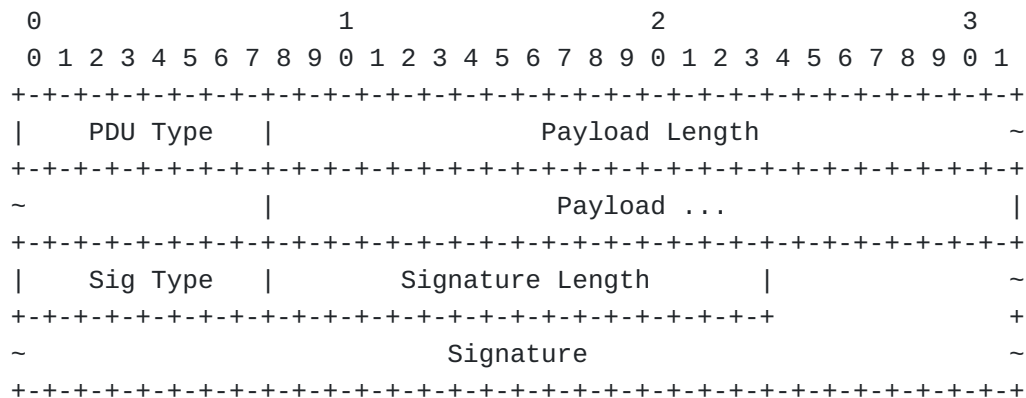 0                   1                   2                   3
 0 1 2 3 4 5 6 7 8 9 0 1 2 3 4 5 6 7 8 9 0 1 2 3 4 5 6 7 8 9 0 1
+-+-+-+-+-+-+-+-+-+-+-+-+-+-+-+-+-+-+-+-+-+-+-+-+-+-+-+-+-+-+-+-+
|    PDU Type   |                 Payload Length                ~
+-+-+-+-+-+-+-+-+-+-+-+-+-+-+-+-+-+-+-+-+-+-+-+-+-+-+-+-+-+-+-+-+
~               |                  Payload ...                  |
+-+-+-+-+-+-+-+-+-+-+-+-+-+-+-+-+-+-+-+-+-+-+-+-+-+-+-+-+-+-+-+-+
|    Sig Type   |        Signature Length       |               ~
+-+-+-+-+-+-+-+-+-+-+-+-+-+-+-+-+-+-+-+-+-+-+-+-+               +
~                           Signature                           ~
+-+-+-+-+-+-+-+-+-+-+-+-+-+-+-+-+-+-+-+-+-+-+-+-+-+-+-+-+-+-+-+-+